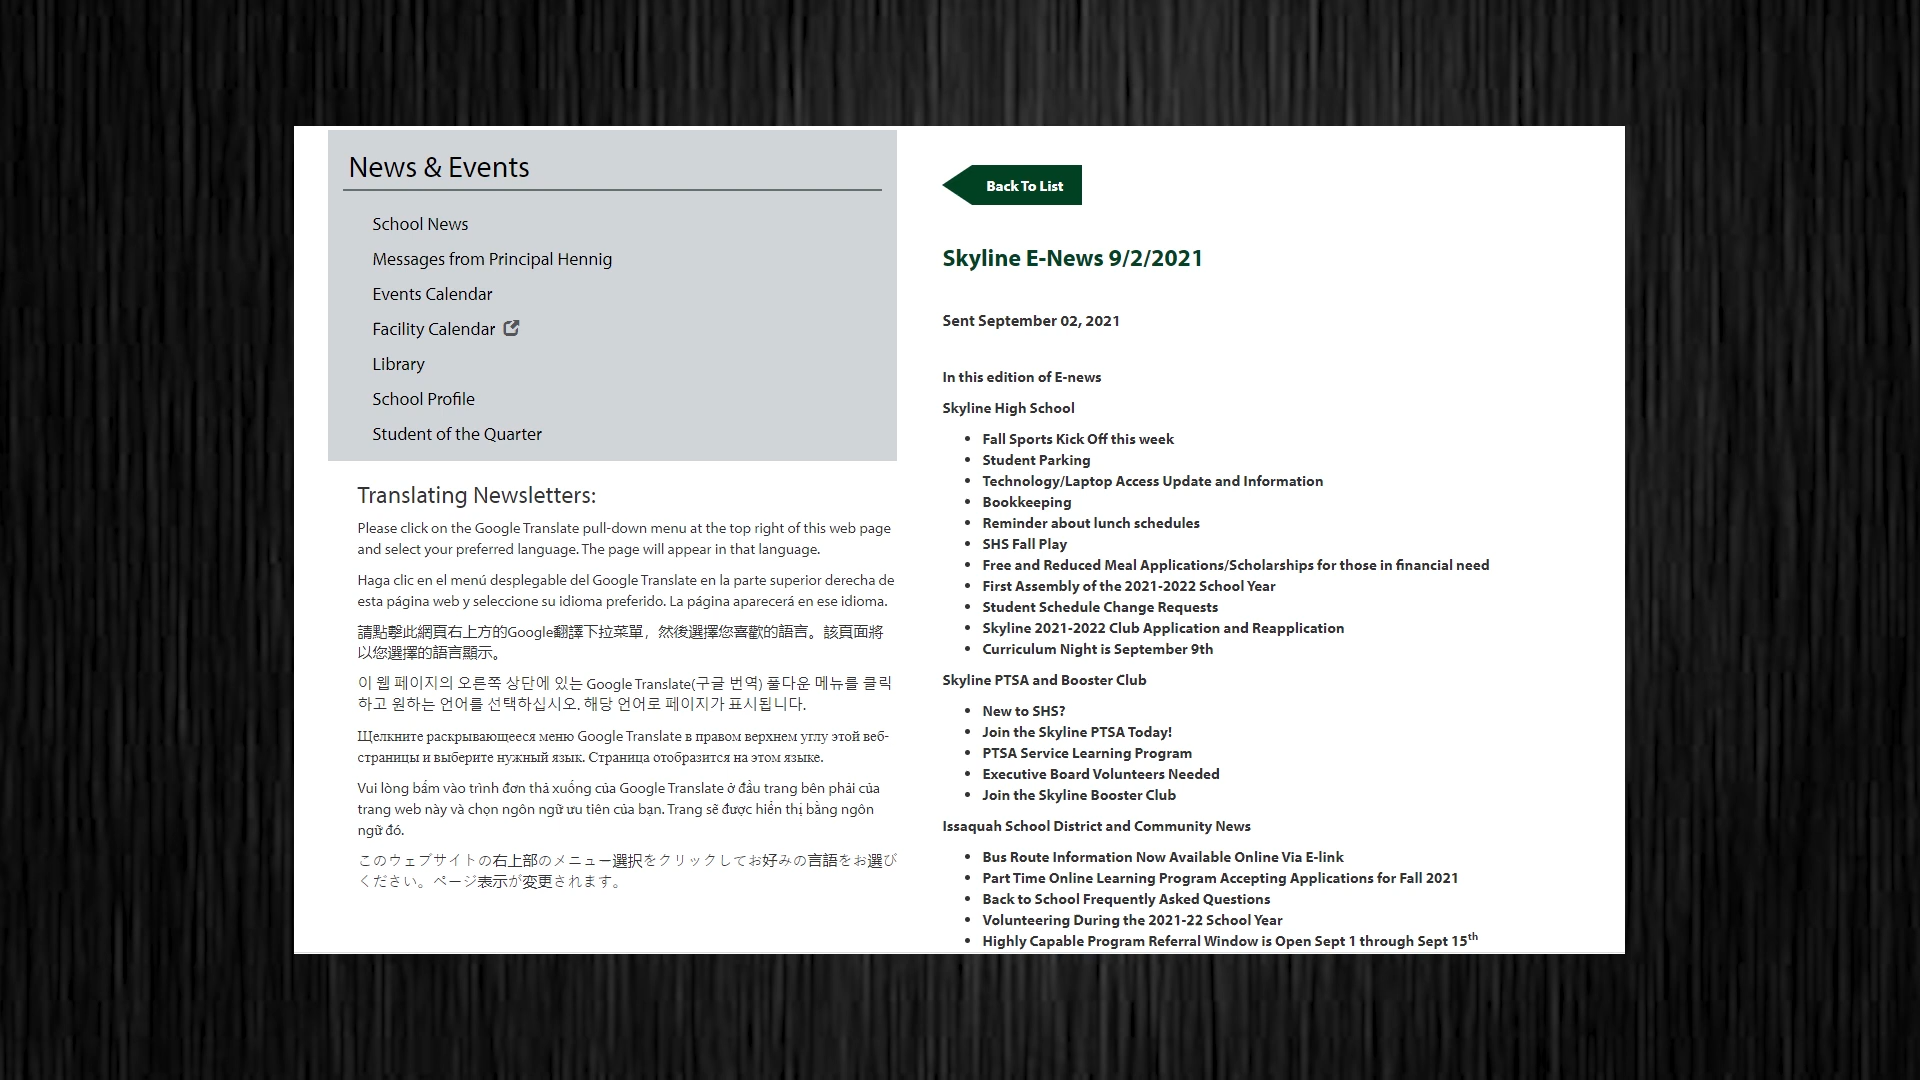 News & Events
School News
Messages from Principal Hennig
Events Calendar
Facility Calendar
Library
School Profile
Student of the Quarter
Translating Newsletters:
Please click on the Google Translate pull-down menu at the top right of this web page
and select your preferred language. The page will appear in that language.
Haga clic en el menú desplegable del Google Translate en la parte superior derecha de
esta página web y seleccione su idioma preferido. La página aparecerá en ese idioma.
請點擊此網頁右上方的Google翻譯下拉菜單，然後選擇您喜歡的語言。該頁面將
以您選擇的語言顯示。
이 웹 페이지의 오른쪽 상단에 있는 Google Translate(구글 번역) 풀다운 메뉴를 클릭
하고 원하는 언어를 선택하십시오. 해당 언어로 페이지가 표시됩니다.
Щелкните раскрывающееся меню Google Translate в правом верхнем углу этой веб-
страницы и выберите нужный язык. Страница отобразится на этом языке.
Vui lòng bấm vào trình đơn thả xuống của Google Translate ở đầu trang bên phải của
trang web này và chọn ngôn ngữ ưu tiên của bạn. Trang sẽ được hiển thị bằng ngôn
ngữ đó.
このウェブサイトの右上部のメニュー選択をクリックしてお好みの言語をお選び
ください。ページ表示が変更されます。
Back To List
Skyline E-News 9/2/2021
Sent September 02, 2021
In this edition of E-news
Skyline High School
• Fall Sports Kick Off this week
• Student Parking
• Technology/Laptop Access Update and Information
• Bookkeeping
• Reminder about lunch schedules
• SHS Fall Play
• Free and Reduced Meal Applications/Scholarships for those in financial need
• First Assembly of the 2021-2022 School Year
• Student Schedule Change Requests
• Skyline 2021-2022 Club Application and Reapplication
• Curriculum Night is September 9th
Skyline PTSA and Booster Club
• New to SHS?
• Join the Skyline PTSA Today!
• PTSA Service Learning Program
• Executive Board Volunteers Needed
• Join the Skyline Booster Club
Issaquah School District and Community News
• Bus Route Information Now Available Online Via E-link
• Part Time Online Learning Program Accepting Applications for Fall 2021
• Back to School Frequently Asked Questions
• Volunteering During the 2021-22 School Year
• Highly Capable Program Referral Window is Open Sept 1 through Sept 15th